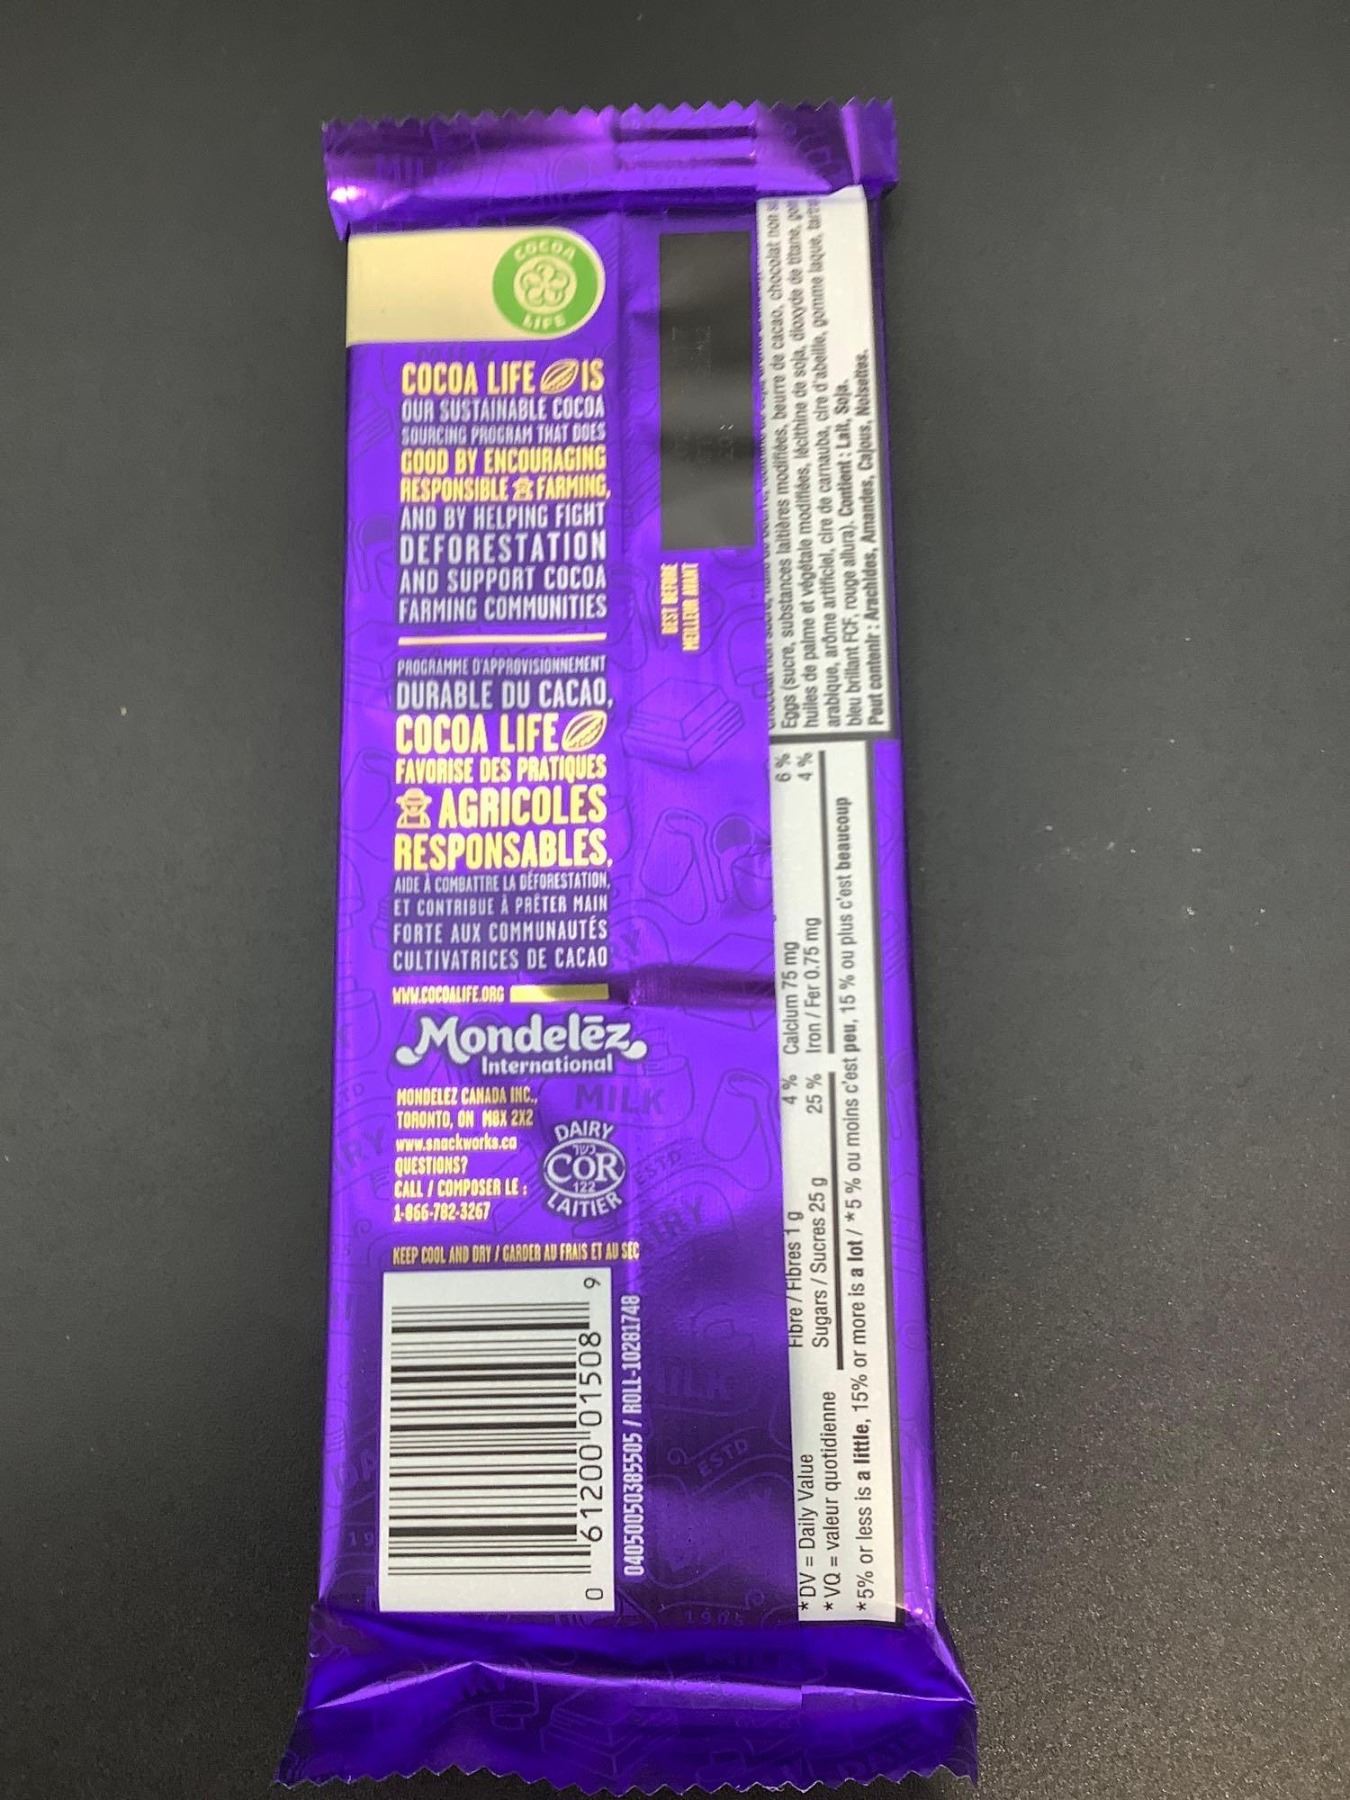 COCOA
LIFE
COCOA LIFE IS
OUR SUSTAINABLE COCOA
SOURCING PROGRAM THAT DOES
GOOD BY ENCOURAGING
RESPONSIBLE FARMING,
AND BY HELPING FIGHT
DEFORESTATION
AND SUPPORT COCOA
FARMING COMMUNITIES
PROGRAMME D'APPROVISIONNEMENT
DURABLE DU CACAO,
COCOA LIFE
FAVORISE DES PRATIQUES
AGRICOLES
RESPONSABLES,
AIDE À COMBATTRE LA DÉFORESTATION,
ET CONTRIBUE À PRÊTER MAIN
FORTE AUX COMMUNAUTÉS
CULTIVATRICES DE CACAO
WWW.COCOALIFE.ORG
Mondelēz
International
MONDELEZ CANADA INC.,
TORONTO, ON M8X 2X2
www.snackworks.ca
QUESTIONS?
CALL / COMPOSER LE :
1-866-782-3267
DAIRY
כשר
COR
122
LAITIER
KEEP COOL AND DRY / GARDER AU FRAIS ET AU SEC
0 61200 01508 9
04050050385505 / ROLL-10281748
BEST BEFORE
MEILLEUR AVANT
MILK
ESTD
1905
Fibre / Fibres 1 g 4 %
Sugars / Sucres 25 g 25 %
Calcium 75 mg 6 %
Iron / Fer 0.75 mg 4 %
*DV = Daily Value
*VQ = valeur quotidienne
*5% or less is a little, 15% or more is a lot / *5 % ou moins c'est peu, 15 % ou plus c'est beaucoup
Eggs (sucre, substances laitières modifiées, beurre de cacao, chocolat non
huiles de palme et végétale modifiées, lécithine de soja, dioxyde de titane,
arabique, arôme artificiel, cire de carnauba, cire d'abeille, gomme laque,
bleu brillant FCF, rouge allura). Contient : Lait, Soja.
Peut contenir : Arachides, Amandes, Cajous, Noisettes.